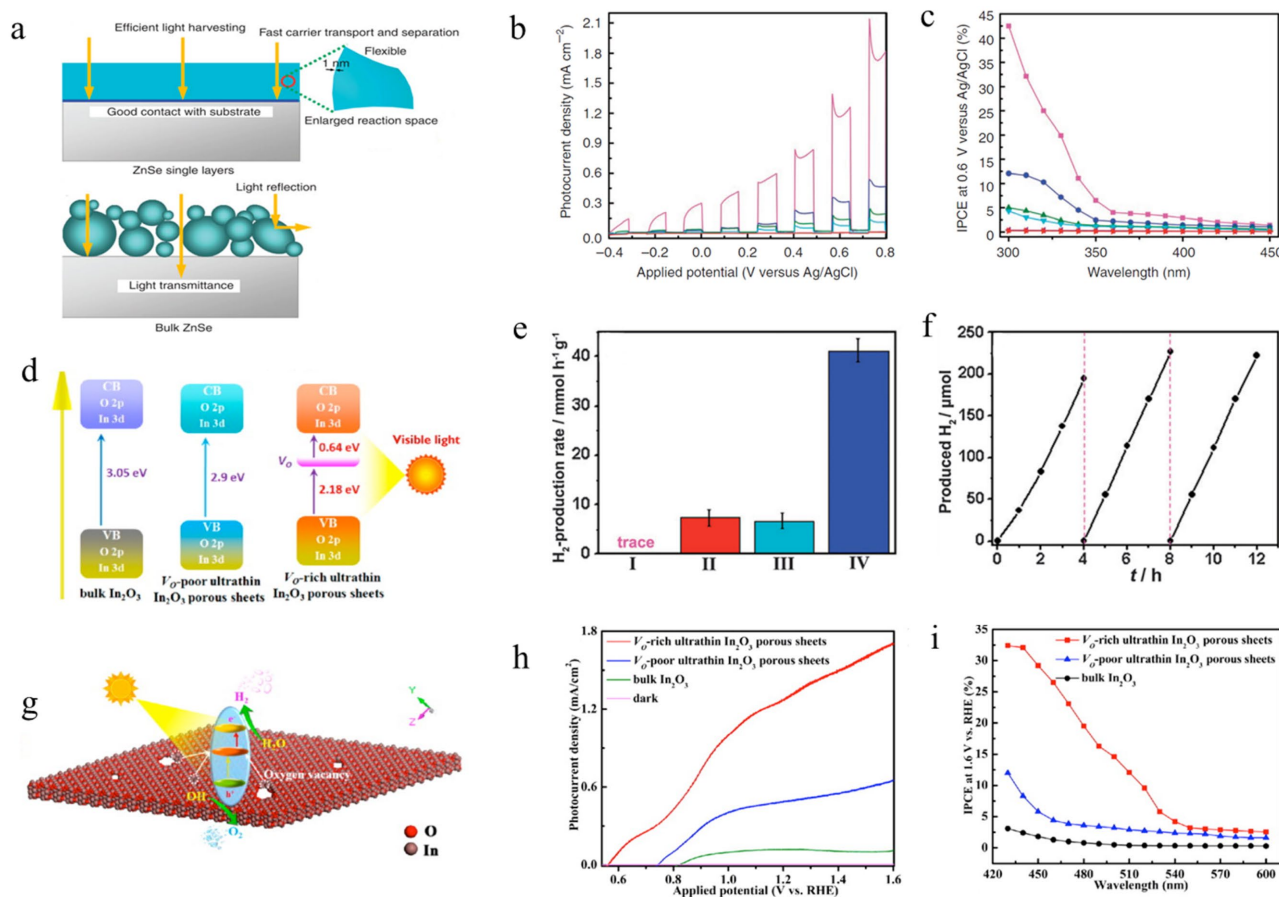 a
Efficient light harvesting
Fast carrier transport and separation
Flexible
1 nm
Good contact with substrate
Enlarged reaction space
ZnSe single layers
Light reflection
Light transmittance
Bulk ZnSe
b
Photocurrent density (mA cm−2)
2.1
1.8
1.5
1.2
0.9
0.6
0.3
0.0
−0.4 −0.2 0.0 0.2 0.4 0.6 0.8
Applied potential (V versus Ag/AgCl)
c
IPCE at 0.6 V versus Ag/AgCl (%)
45
40
35
30
25
20
15
10
5
0
300 350 400 450
Wavelength (nm)
d
CB CB CB
O 2p O 2p O 2p
In 3d In 3d In 3d
0.64 eV
Visible light
VO
3.05 eV 2.9 eV
2.18 eV
VB VB VB
O 2p O 2p O 2p
In 3d In 3d In 3d
bulk In2O3
VO-poor ultrathin
In2O3 porous sheets
VO-rich ultrathin
In2O3 porous sheets
e
H2-production rate / mmol h-1 g-1
40
30
20
10
0
trace
I II III IV
f
Produced H2/ μmol
250
200
150
100
50
0
0 2 4 6 8 10 12
t / h
g
H2
Y
Z
e-
H2O
Oxygen vacancy
h+
O2
O
In
h
Photocurrent density (mA/cm2)
1.8
1.2
0.6
0.0
VO-rich ultrathin In2O3 porous sheets
VO-poor ultrathin In2O3 porous sheets
bulk In2O3
dark
0.6 0.8 1.0 1.2 1.4 1.6
Applied potential (V vs. RHE)
i
IPCE at 1.6 V vs. RHE (%)
35
30
25
20
15
10
5
0
VO-rich ultrathin In2O3 porous sheets
VO-poor ultrathin In2O3 porous sheets
bulk In2O3
420 450 480 510 540 570 600
Wavelength (nm)